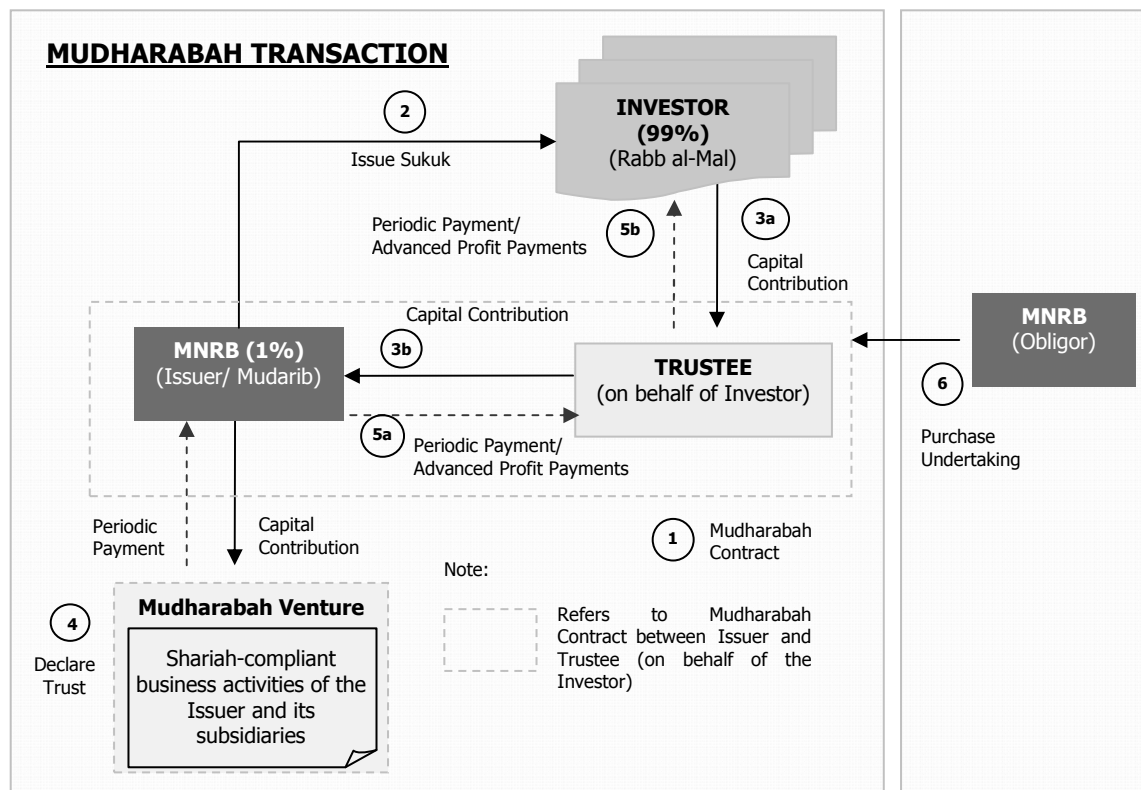 MUDHARABAH TRANSACTION
2
Issue Sukuk
INVESTOR
(99%)
(Rabb al-Mal)
Periodic Payment/
Advanced Profit Payments
5b
3a
Capital
Contribution
Capital Contribution
MNRB (1%)
(Issuer/ Mudarib)
3b
TRUSTEE
(on behalf of Investor)
5a
Periodic Payment/
Advanced Profit Payments
MNRB
(Obligor)
6
Purchase
Undertaking
Periodic
Payment
Capital
Contribution
1
Mudharabah
Contract
Note:
Refers to Mudharabah
Contract between Issuer and
Trustee (on behalf of the
Investor)
4
Declare
Trust
Mudharabah Venture
Shariah-compliant
business activities of the
Issuer and its
subsidiaries